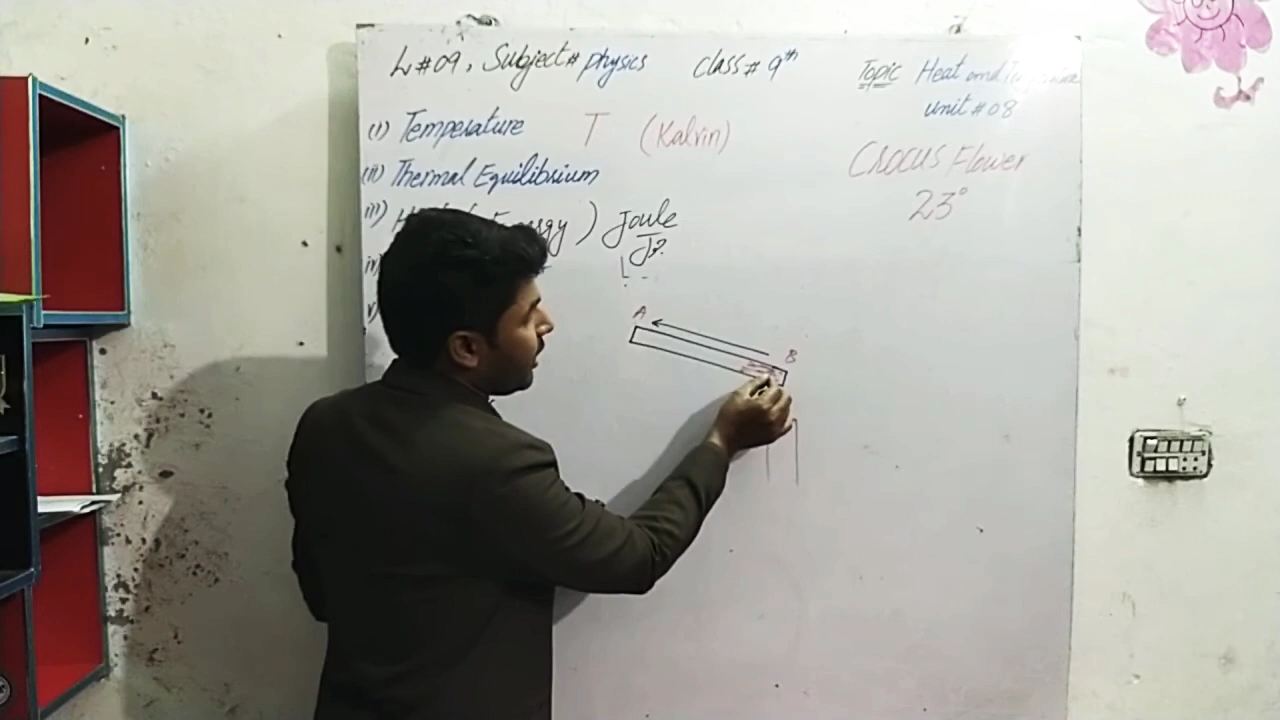 L#09, Subject# physics class# 9th
Topic Heat and
unit #08
(i) Temperature T (Kalvin)
(ii) Thermal Equilibrium
Crocus Flower
23°
iii) ) Joule
J
iv)
v)
A
B